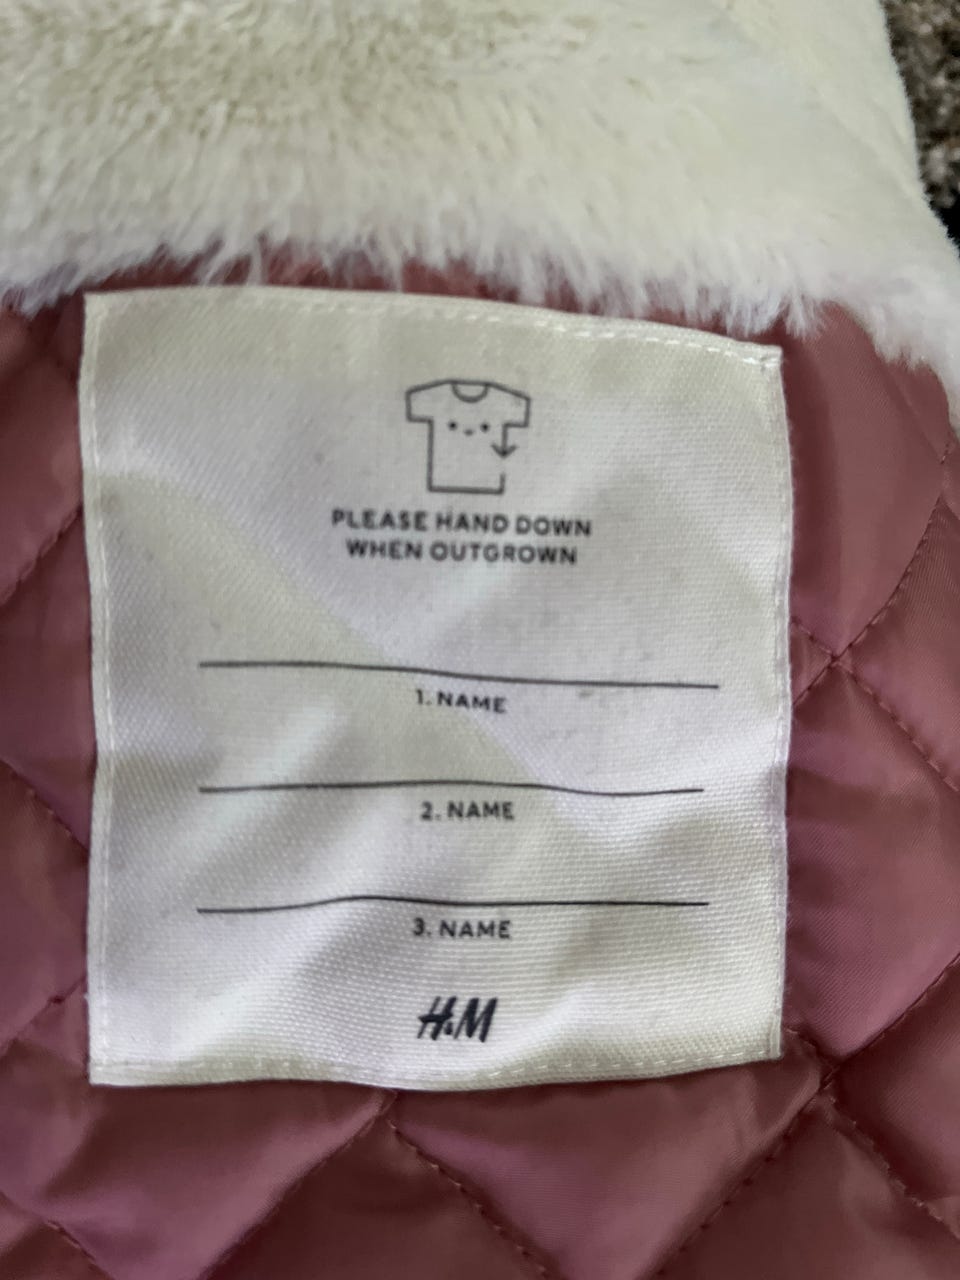 PLEASE HAND DOWN
WHEN OUTGROWN
1. NAME
2. NAME
3. NAME
H&M